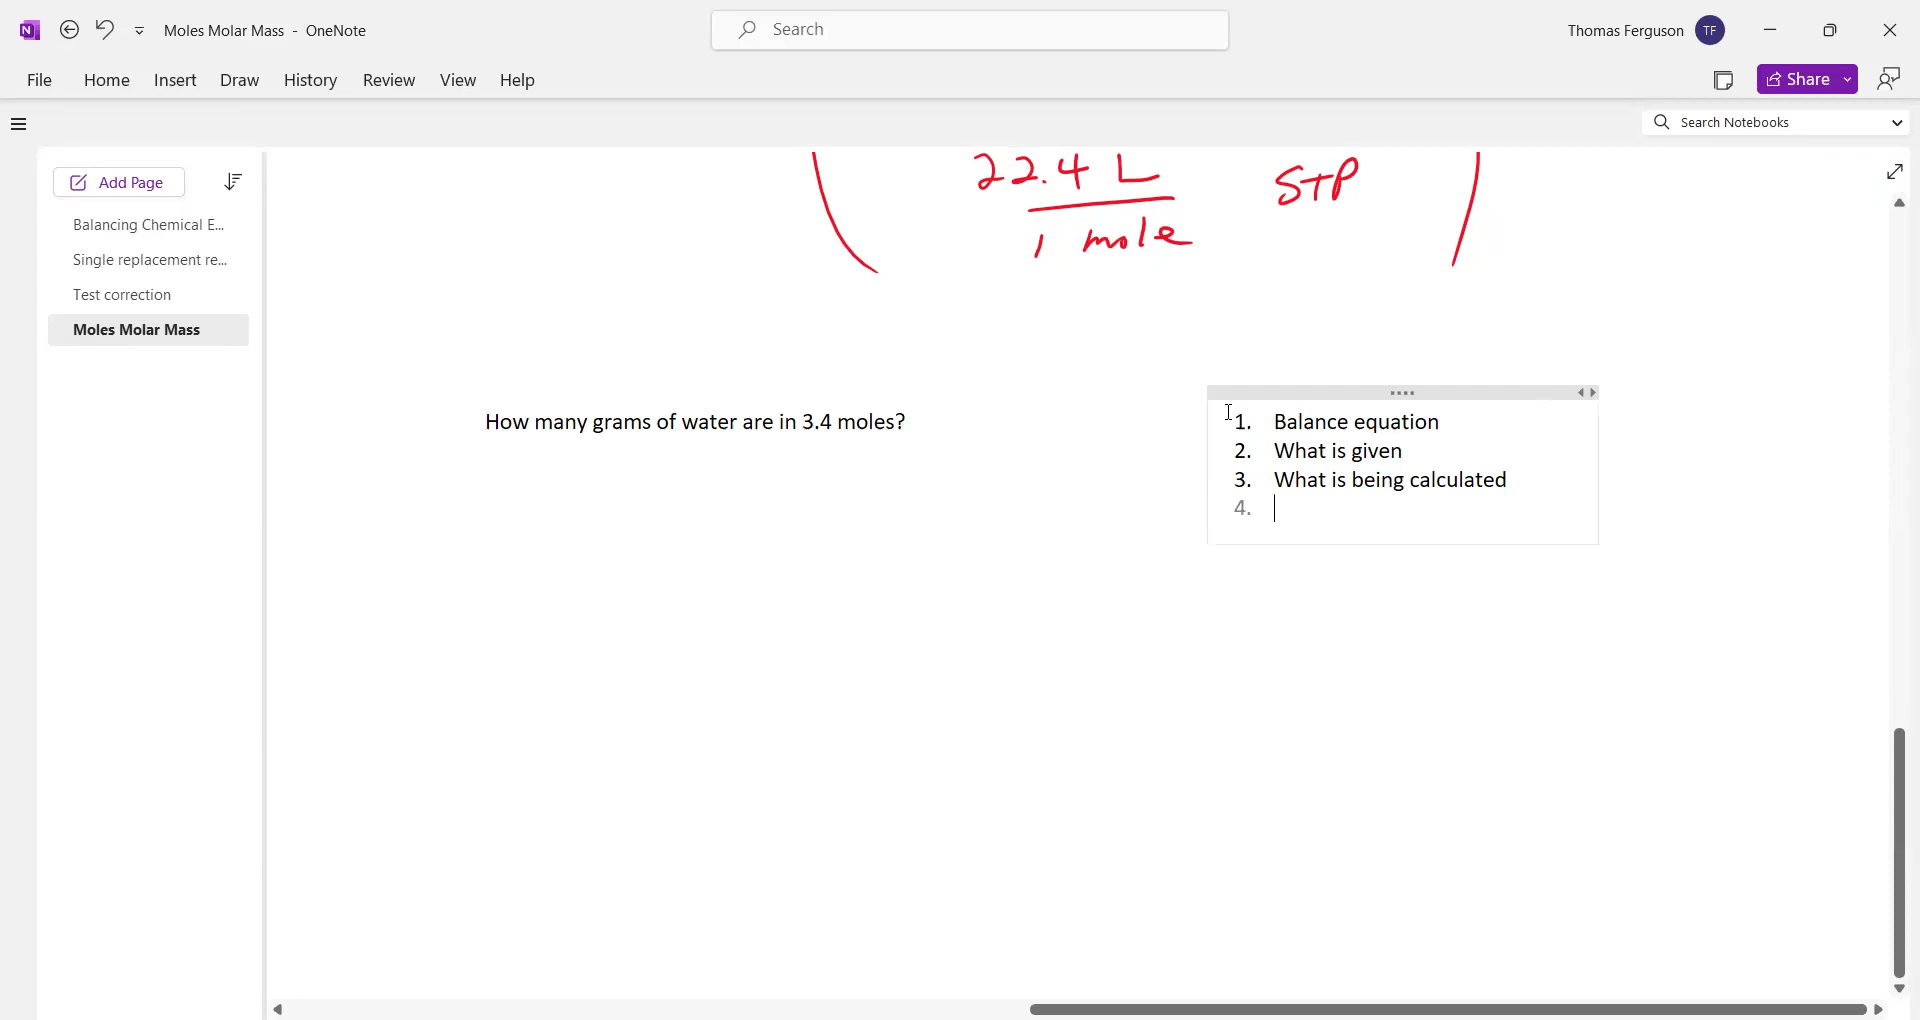 Moles Molar Mass - OneNote
Search
Thomas Ferguson
TF
File Home Insert Draw History Review View Help
Share
Search Notebooks
Add Page
Balancing Chemical E...
Single replacement re...
Test correction
Moles Molar Mass
22.4 L
1 mole
STP
How many grams of water are in 3.4 moles?
1. Balance equation
2. What is given
3. What is being calculated
4.